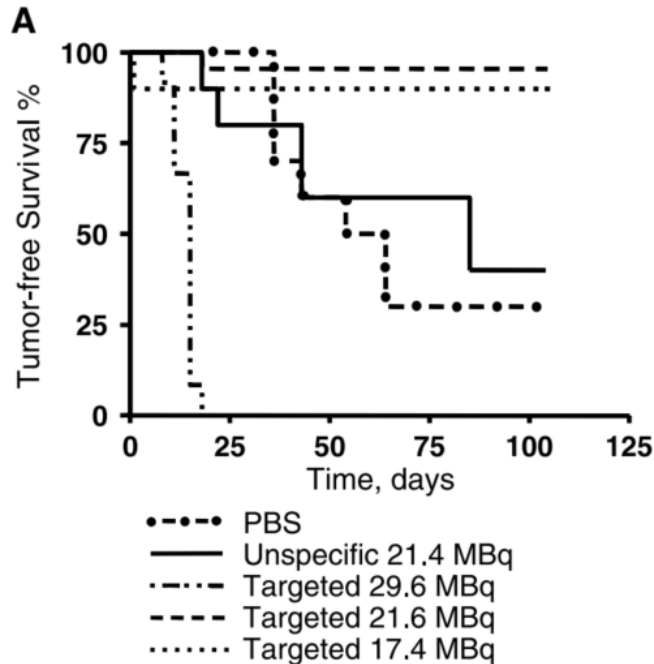 A
Tumor-free Survival %
100
75
50
25
0
0 25 50 75 100 125
Time, days
PBS
Unspecific 21.4 MBq
Targeted 29.6 MBq
Targeted 21.6 MBq
Targeted 17.4 MBq